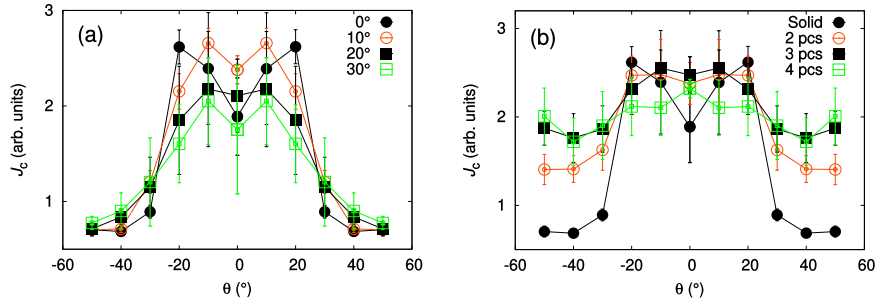 (a)
0°
10°
20°
30°
3
2
1
Jc (arb. units)
-60 -40 -20 0 20 40 60
θ (°)
(b)
Solid
2 pcs
3 pcs
4 pcs
3
2
1
Jc (arb. units)
-60 -40 -20 0 20 40 60
θ (°)